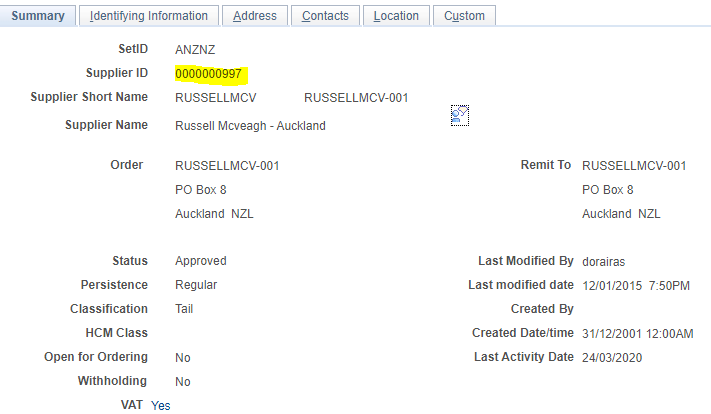 Summary Identifying Information Address Contacts Location Custom
SetID ANZNZ
Supplier ID 0000000997
Supplier Short Name RUSSELLMCV RUSSELLMCV-001
Supplier Name Russell Mcveagh - Auckland
Order RUSSELLMCV-001 Remit To RUSSELLMCV-001
PO Box 8 PO Box 8
Auckland NZL Auckland NZL
Status Approved Last Modified By dorairas
Persistence Regular Last modified date 12/01/2015 7:50PM
Classification Tail Created By
HCM Class Created Date/time 31/12/2001 12:00AM
Open for Ordering No Last Activity Date 24/03/2020
Withholding No
VAT Yes